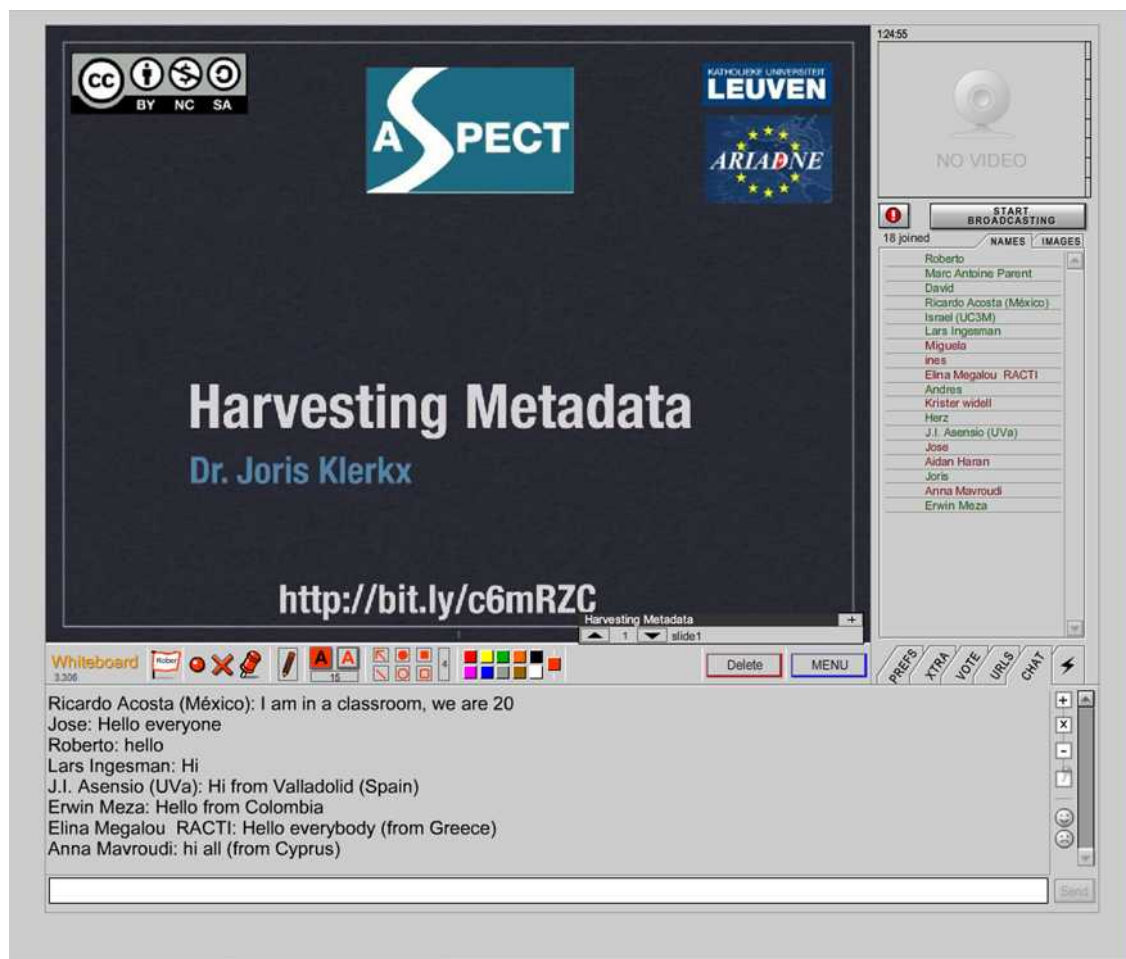 1:24:55
CC
BY NC SA
ASPECT
KATHOLIEKE UNIVERSITEIT
LEUVEN
ARIADNE
NO VIDEO
START
BROADCASTING
18 joined
NAMES IMAGES
Roberto
Marc Antoine Parent
David
Ricardo Acosta (México)
Israel (UC3M)
Lars Ingesman
Miguela
ines
Elina Megalou RACTI
Andres
Krister widell
Herz
J.I. Asensio (UVa)
Jose
Aidan Haran
Joris
Anna Mavroudi
Erwin Meza
Harvesting Metadata
Dr. Joris Klerkx
http://bit.ly/c6mRZC
Harvesting Metadata +
1 slide1
Whiteboard
3.306
Rober
A A
15
4
Delete MENU
PREFS XTRA VOTE URLS CHAT
Ricardo Acosta (México): I am in a classroom, we are 20
Jose: Hello everyone
Roberto: hello
Lars Ingesman: Hi
J.I. Asensio (UVa): Hi from Valladolid (Spain)
Erwin Meza: Hello from Colombia
Elina Megalou RACTI: Hello everybody (from Greece)
Anna Mavroudi: hi all (from Cyprus)
+
x
-
Send